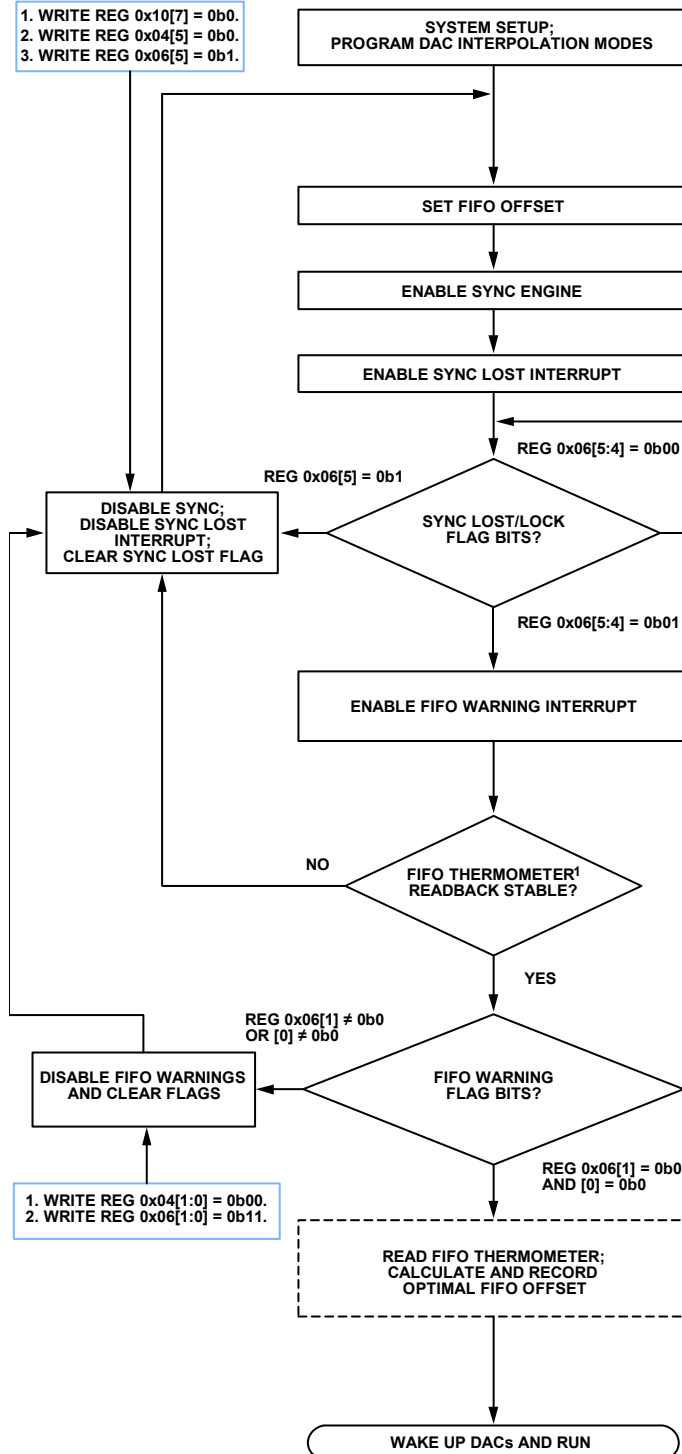 1. WRITE REG 0x10[7] = 0b0.
2. WRITE REG 0x04[5] = 0b0.
3. WRITE REG 0x06[5] = 0b1.
SYSTEM SETUP;
PROGRAM DAC INTERPOLATION MODES
SET FIFO OFFSET
ENABLE SYNC ENGINE
ENABLE SYNC LOST INTERRUPT
REG 0x06[5:4] = 0b00
REG 0x06[5] = 0b1
DISABLE SYNC;
DISABLE SYNC LOST
INTERRUPT;
CLEAR SYNC LOST FLAG
SYNC LOST/LOCK
FLAG BITS?
REG 0x06[5:4] = 0b01
ENABLE FIFO WARNING INTERRUPT
NO
FIFO THERMOMETER¹
READBACK STABLE?
YES
REG 0x06[1] ≠ 0b0
OR [0] ≠ 0b0
DISABLE FIFO WARNINGS
AND CLEAR FLAGS
FIFO WARNING
FLAG BITS?
REG 0x06[1] = 0b0
AND [0] = 0b0
1. WRITE REG 0x04[1:0] = 0b00.
2. WRITE REG 0x06[1:0] = 0b11.
READ FIFO THERMOMETER;
CALCULATE AND RECORD
OPTIMAL FIFO OFFSET
WAKE UP DACs AND RUN